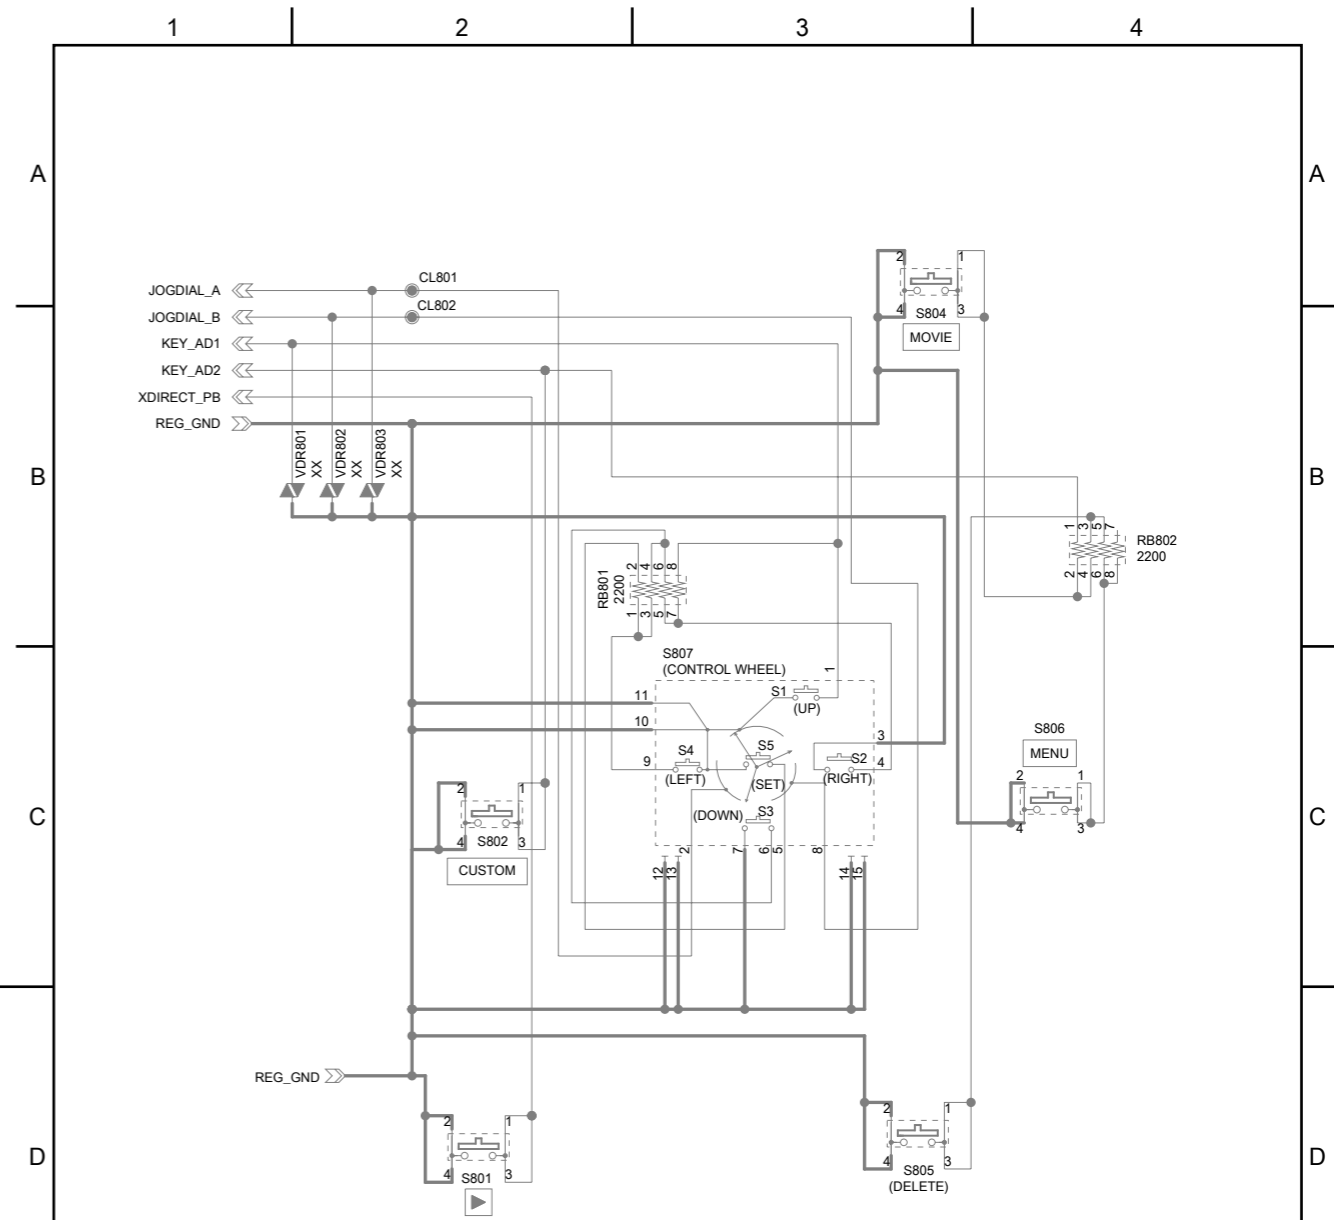 1 2 3 4
A A
2 1
CL801
JOGDIAL_A
CL802
JOGDIAL_B
4 S804 3
MOVIE
KEY_AD1
KEY_AD2
XDIRECT_PB
REG_GND
VDR801
XX
VDR802
XX
VDR803
XX
B B
1 3 5 7
RB802
2200
2 4 6 8
2 4 6 8
RB801
2200
1 3 5 7
S807
(CONTROL WHEEL)
1
11
S1
(UP)
10
3
S4 S5 S2
9 4
(LEFT) (SET) (RIGHT)
S806
MENU
2 1
4 3
(DOWN)
S3
2 1
C C
4 S802 3
CUSTOM
2 7 6 5 8
12 13 14 15
REG_GND
2 1
4 3
S801
2 1
4 3
S805
(DELETE)
D D